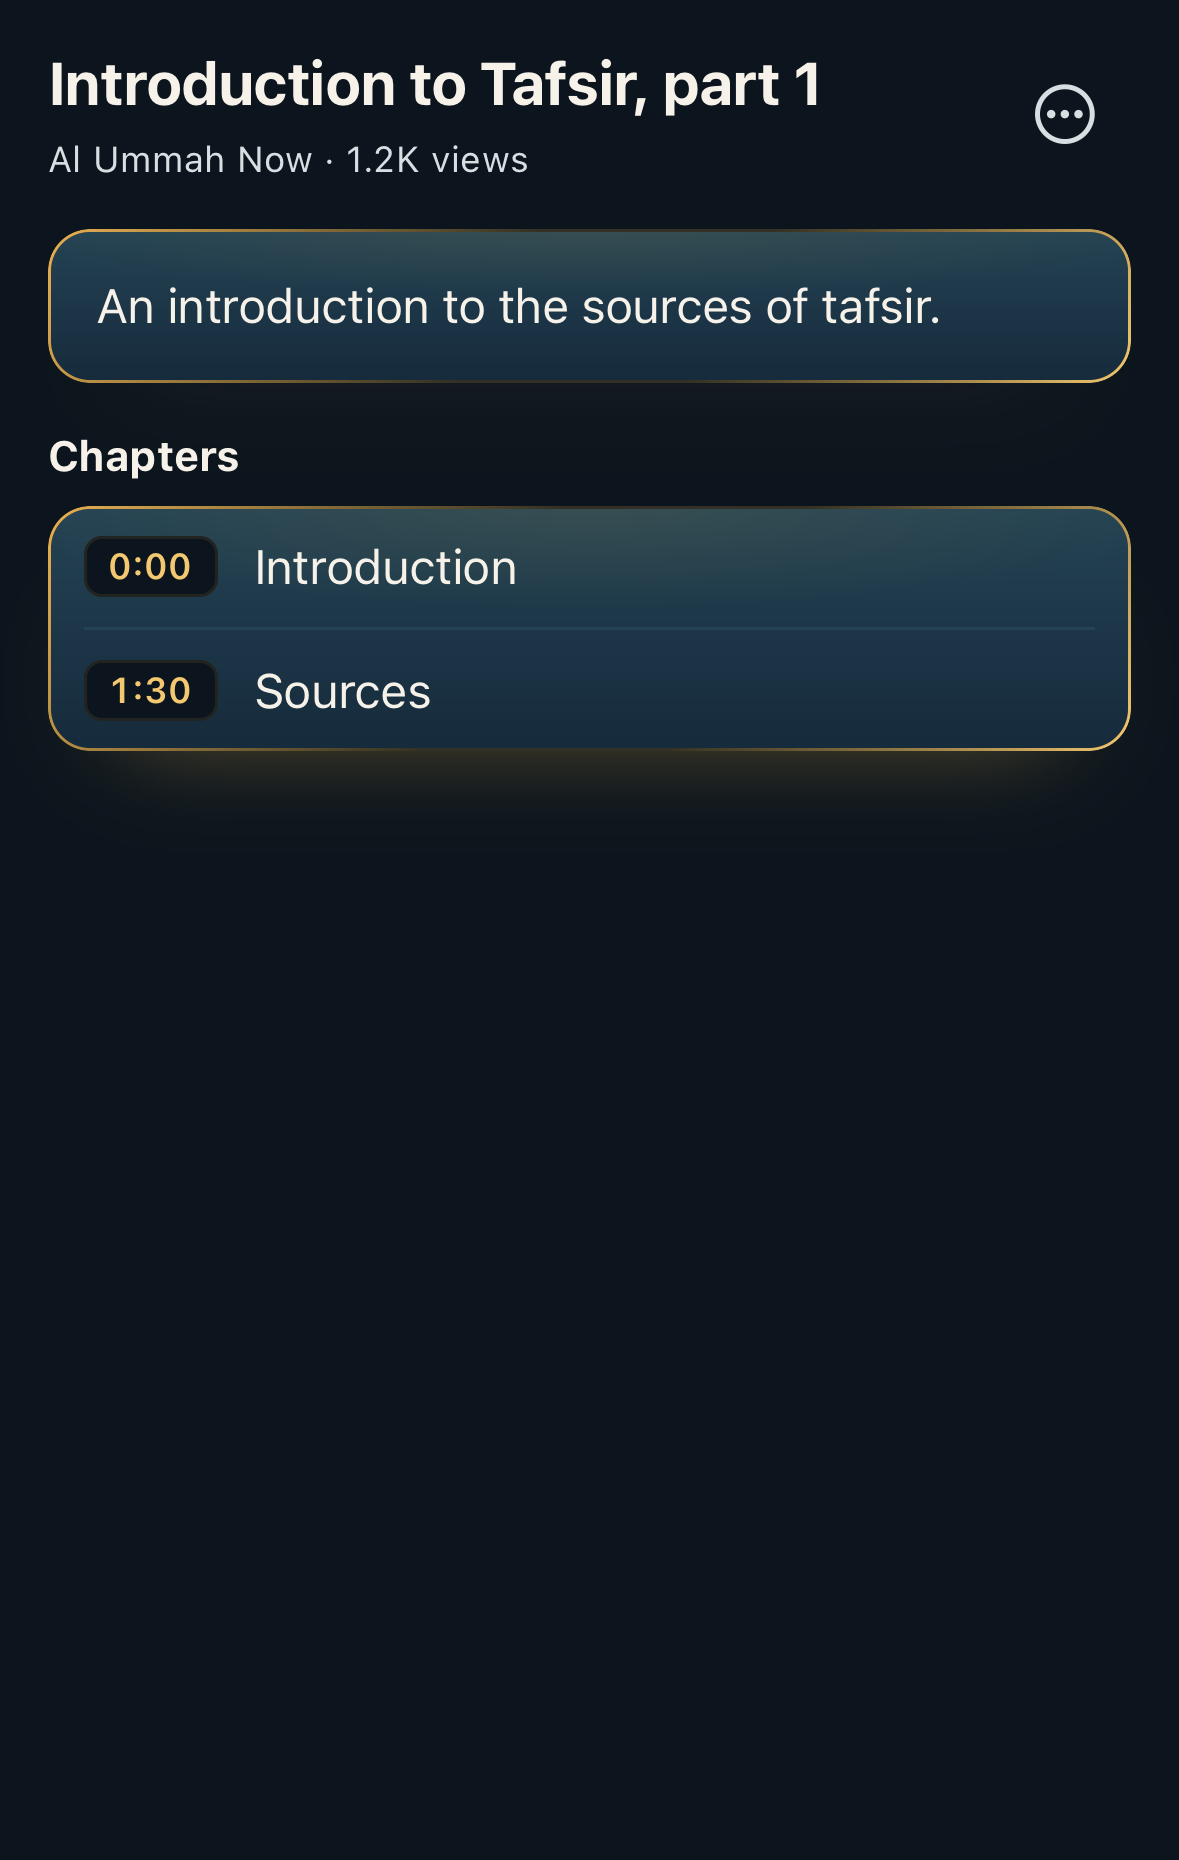 Introduction to Tafsir, part 1
Al Ummah Now · 1.2K views
An introduction to the sources of tafsir.
Chapters
0:00 Introduction
1:30 Sources